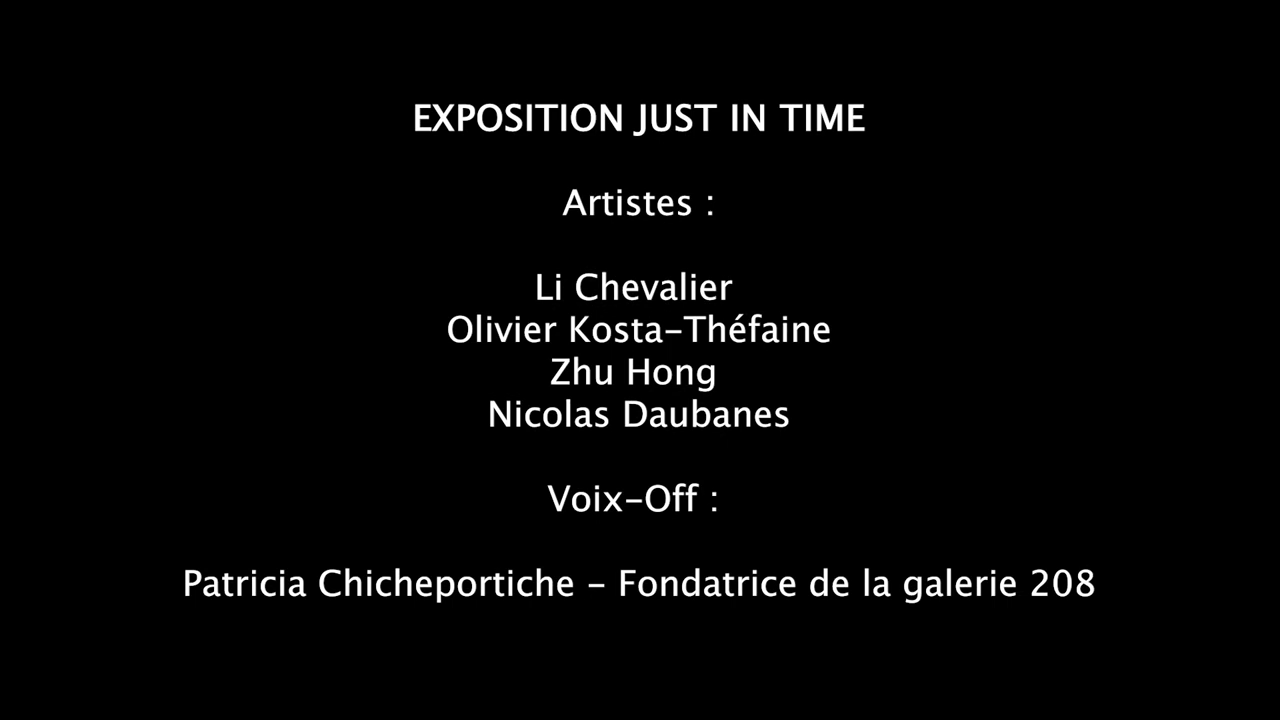 EXPOSITION JUST IN TIME
Artistes :
Li Chevalier
Olivier Kosta-Théfaine
Zhu Hong
Nicolas Daubanes
Voix-Off :
Patricia Chicheportiche - Fondatrice de la galerie 208